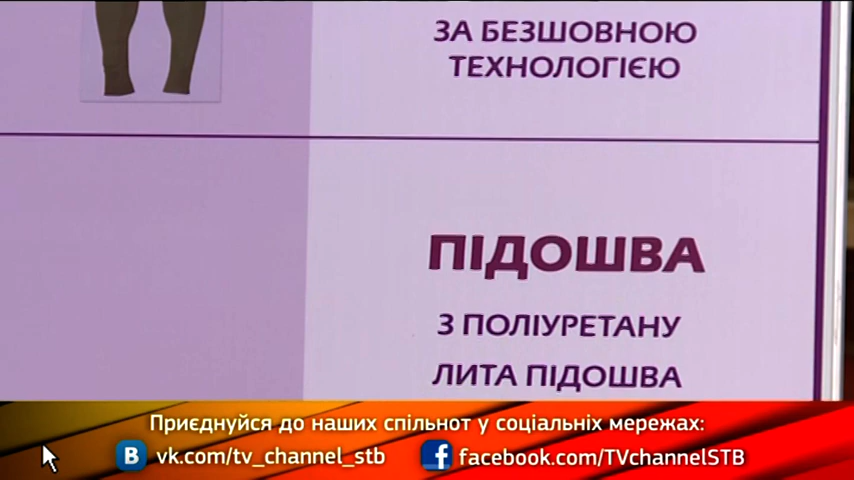 ЗА БЕЗШОВНОЮ
ТЕХНОЛОГІЄЮ
ПІДОШВА
З ПОЛІУРЕТАНУ
ЛИТА ПІДОШВА
Приєднуйся до наших спільнот у соціальніх мережах:
vk.com/tv_channel_stb
facebook.com/TVchannelSTB